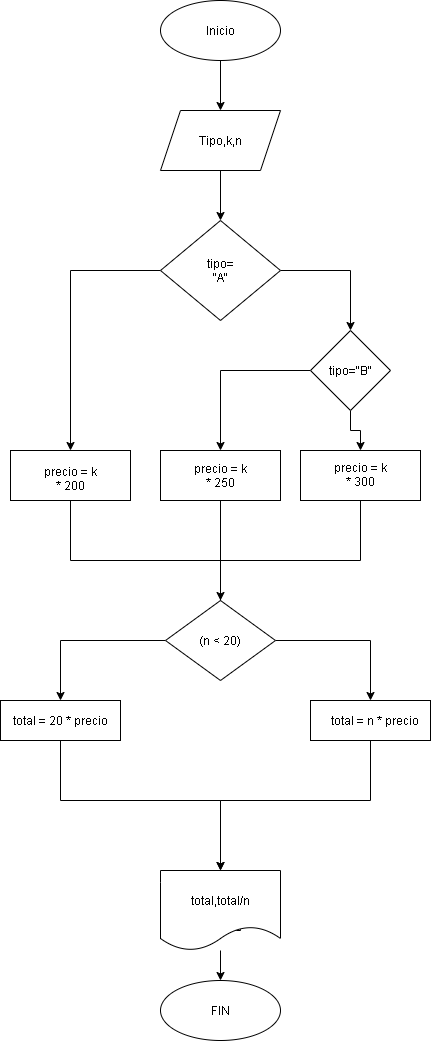 Inicio
Tipo,k,n
tipo=
"A"
tipo="B"
precio = k
* 200
precio = k
* 250
precio = k
* 300
(n < 20)
total = 20 * precio
total = n * precio
total,total/n
FIN